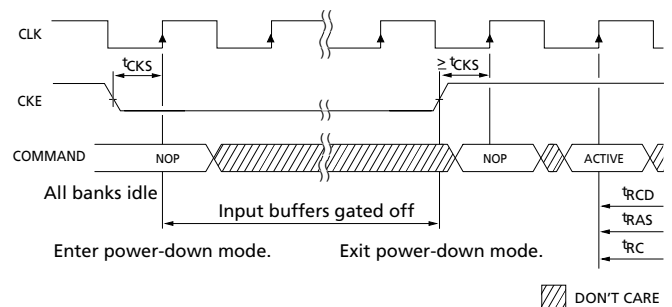 CLK
tCKS
≥ tCKS
CKE
COMMAND
NOP
NOP
ACTIVE
All banks idle
Input buffers gated off
tRCD
tRAS
tRC
Enter power-down mode.
Exit power-down mode.
DON'T CARE